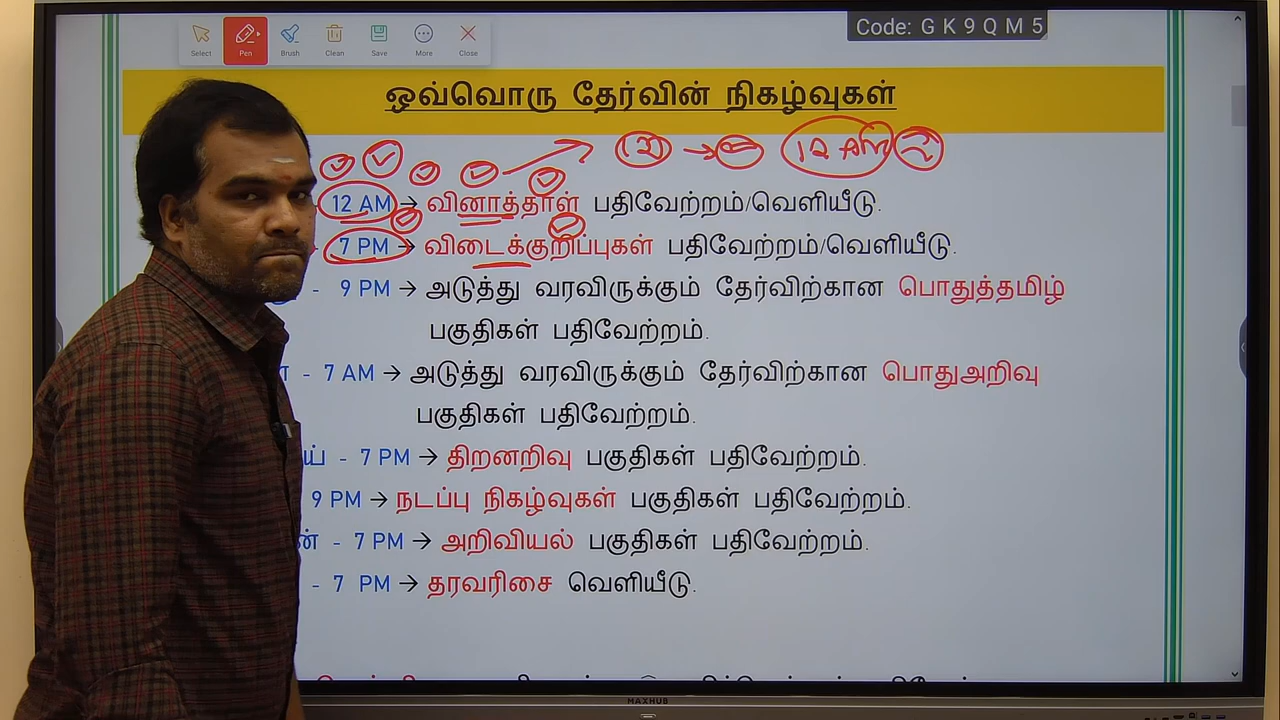 Code: G K 9 Q M 5
Select Pen Brush Clean Save More Close
ஒவ்வொரு தேர்வின் நிகழ்வுகள்
12 AM
12 AM → வினாத்தாள் பதிவேற்றம்/வெளியீடு.
7 PM → விடைக்குறிப்புகள் பதிவேற்றம்/வெளியீடு.
- 9 PM → அடுத்து வரவிருக்கும் தேர்விற்கான பொதுத்தமிழ்
பகுதிகள் பதிவேற்றம்.
- 7 AM → அடுத்து வரவிருக்கும் தேர்விற்கான பொதுஅறிவு
பகுதிகள் பதிவேற்றம்.
ய் - 7 PM → திறனறிவு பகுதிகள் பதிவேற்றம்.
9 PM → நடப்பு நிகழ்வுகள் பகுதிகள் பதிவேற்றம்.
ன் - 7 PM → அறிவியல் பகுதிகள் பதிவேற்றம்.
- 7 PM → தரவரிசை வெளியீடு.
MAXHUB